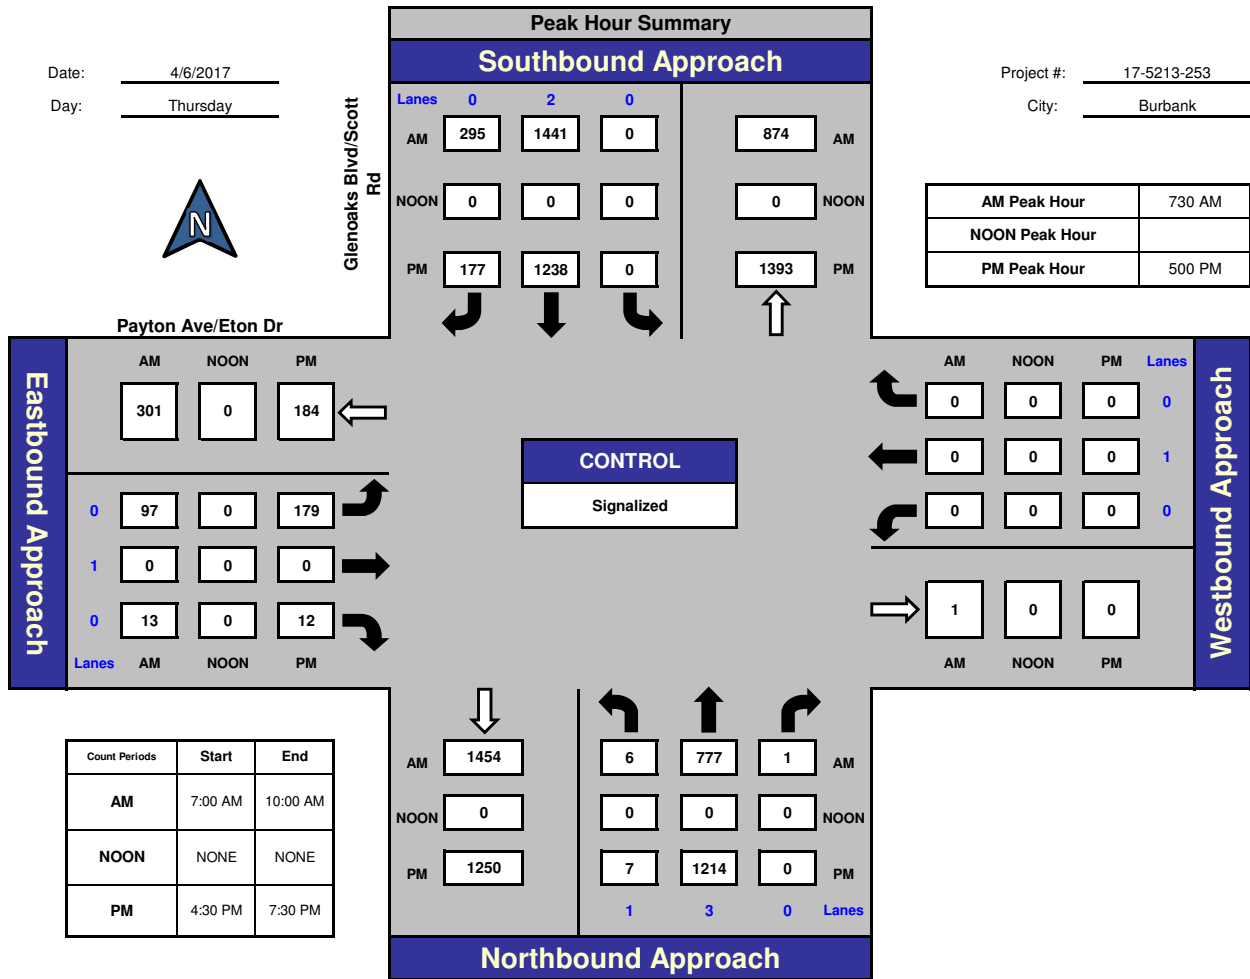 Peak Hour Summary
Southbound Approach
Date: 4/6/2017
Day: Thursday
Project #: 17-5213-253
City: Burbank
N
Glenoaks Blvd/Scott
Rd
Lanes 0 2 0
AM 295 1441 0 874 AM
NOON 0 0 0 0 NOON
PM 177 1238 0 1393 PM
AM Peak Hour 730 AM
NOON Peak Hour
PM Peak Hour 500 PM
Payton Ave/Eton Dr
Eastbound Approach
AM NOON PM
301 0 184
0 97 0 179
1 0 0 0
0 13 0 12
Lanes AM NOON PM
CONTROL
Signalized
AM NOON PM Lanes
0 0 0 0
0 0 0 1
0 0 0 0
1 0 0
AM NOON PM
Westbound Approach
Count Periods Start End
AM 7:00 AM 10:00 AM
NOON NONE NONE
PM 4:30 PM 7:30 PM
AM 1454 6 777 1 AM
NOON 0 0 0 0 NOON
PM 1250 7 1214 0 PM
1 3 0 Lanes
Northbound Approach